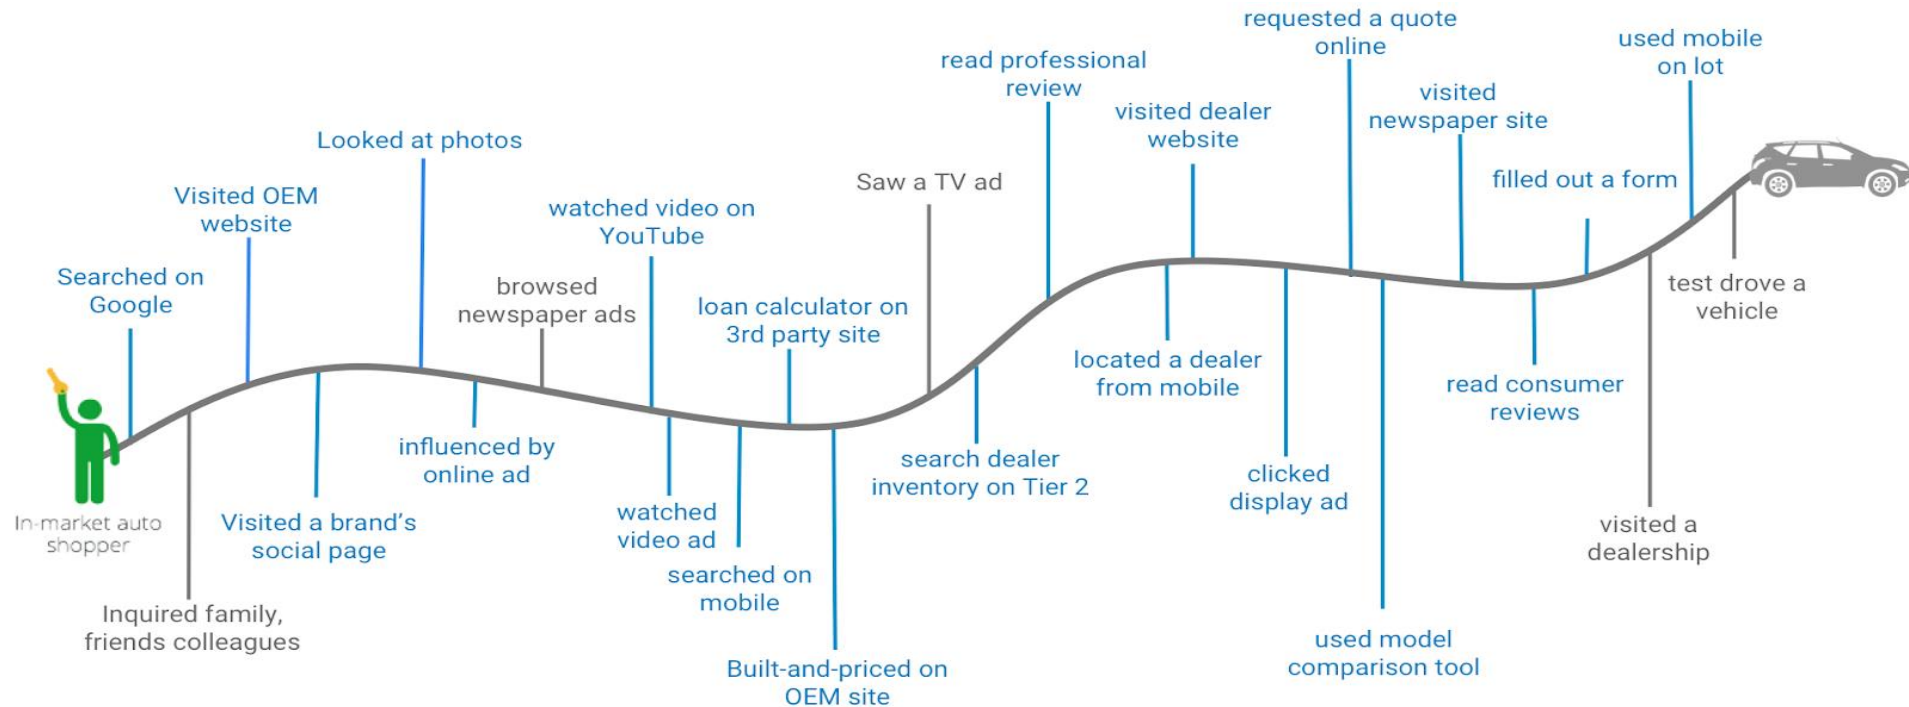 Searched on
Google
Inquired family,
friends colleagues
Visited OEM
website
Visited a brand's
social page
Looked at photos
influenced by
online ad
browsed
newspaper ads
watched video on
YouTube
watched
video ad
searched on
mobile
loan calculator on
3rd party site
Built-and-priced on
OEM site
Saw a TV ad
search dealer
inventory on Tier 2
read professional
review
located a dealer
from mobile
visited dealer
website
clicked
display ad
requested a quote
online
used model
comparison tool
visited
newspaper site
read consumer
reviews
filled out a form
visited a
dealership
used mobile
on lot
test drove a
vehicle
In-market auto
shopper